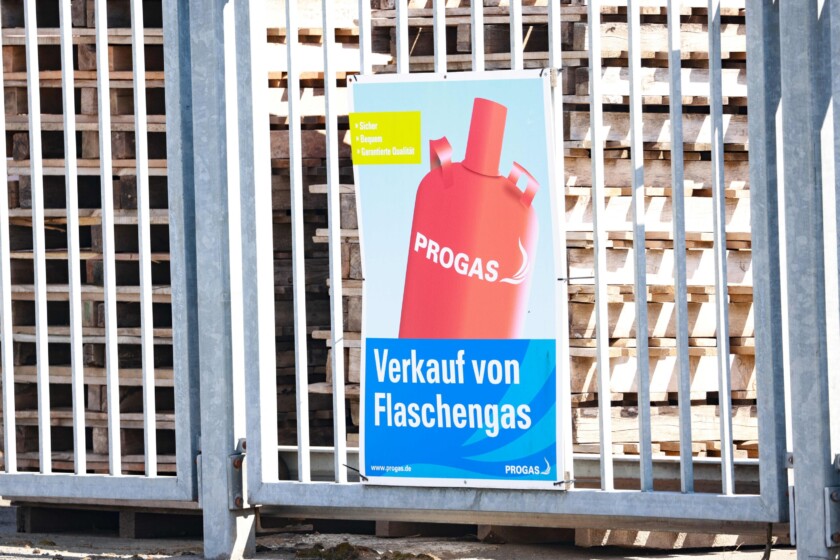 • Sicher
• Bequem
• Garantierte Qualität
PROGAS
Verkauf von
Flaschengas
www.progas.de
PROGAS